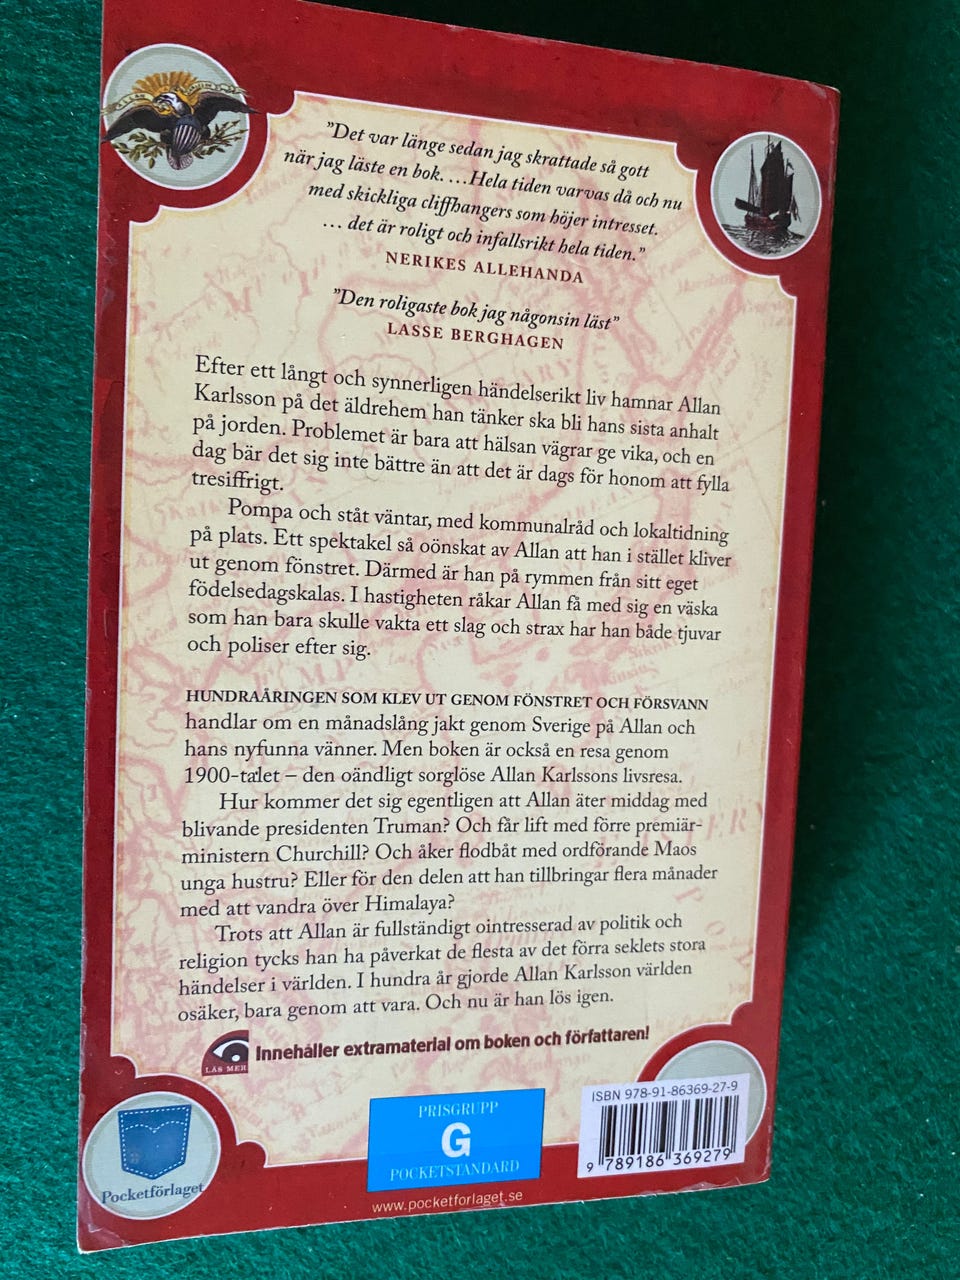 "Det var länge sedan jag skrattade så gott
när jag läste en bok. …Hela tiden varvas då och nu
med skickliga cliffhangers som höjer intresset.
… det är roligt och infallsrikt hela tiden."
NERIKES ALLEHANDA
"Den roligaste bok jag någonsin läst"
LASSE BERGHAGEN
Efter ett långt och synnerligen händelserikt liv hamnar Allan
Karlsson på det äldrehem han tänker ska bli hans sista anhalt
på jorden. Problemet är bara att hälsan vägrar ge vika, och en
dag bär det sig inte bättre än att det är dags för honom att fylla
tresiffrigt.
Pompa och ståt väntar, med kommunalråd och lokaltidning
på plats. Ett spektakel så oönskat av Allan att han i stället kliver
ut genom fönstret. Därmed är han på rymmen från sitt eget
födelsedagskalas. I hastigheten råkar Allan få med sig en väska
som han bara skulle vakta ett slag och strax har han både tjuvar
och poliser efter sig.
HUNDRAÅRINGEN SOM KLEV UT GENOM FÖNSTRET OCH FÖRSVANN
handlar om en månadslång jakt genom Sverige på Allan och
hans nyfunna vänner. Men boken är också en resa genom
1900-talet – den oändligt sorglöse Allan Karlssons livsresa.
Hur kommer det sig egentligen att Allan äter middag med
blivande presidenten Truman? Och får lift med förre premiär-
ministern Churchill? Och åker flodbåt med ordförande Maos
unga hustru? Eller för den delen att han tillbringar flera månader
med att vandra över Himalaya?
Trots att Allan är fullständigt ointresserad av politik och
religion tycks han ha påverkat de flesta av det förra seklets stora
händelser i världen. I hundra år gjorde Allan Karlsson världen
osäker, bara genom att vara. Och nu är han lös igen.
LÄS MER
Innehåller extramaterial om boken och författaren!
Pocketförlaget
PRISGRUPP
G
POCKETSTANDARD
www.pocketforlaget.se
ISBN 978-91-86369-27-9
9 789186 369279